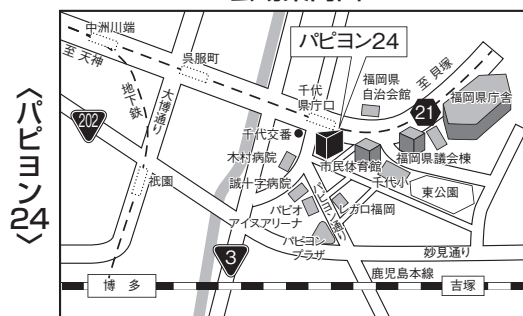 中洲川端
至 天神
呉服町
パピヨン24
地下鉄
大博通り
千代
県庁口
福岡県
自治会館
至 貝塚
21
福岡県庁舎
202
千代交番
木村病院
市民体育館
福岡県議会棟
千代小
東公園
祇園
誠十字病院
パピヨン通り
レガロ福岡
パピオ
アイスアリーナ
パピヨン
プラザ
妙見通り
3
鹿児島本線
博多
吉塚
〈パピヨン24〉